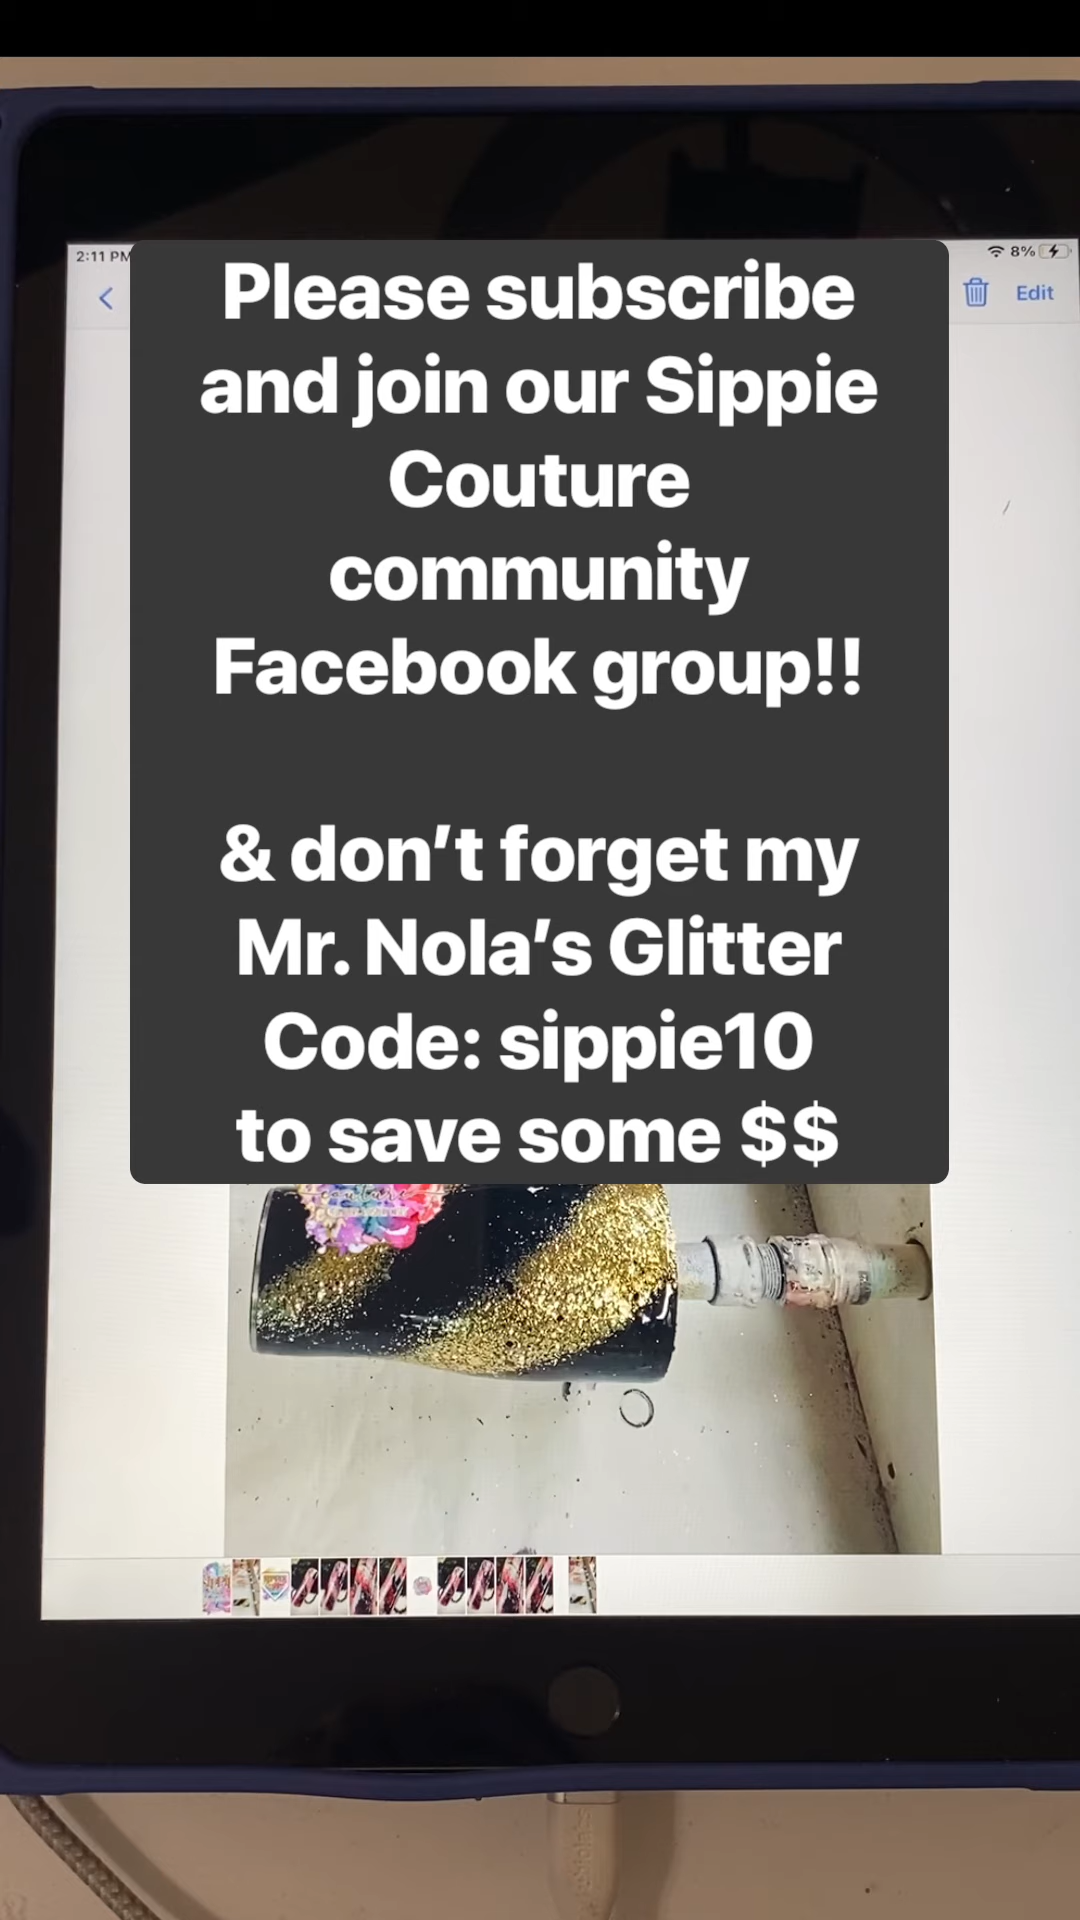 2:11 PM
8%
Edit
Please subscribe
and join our Sippie
Couture
community
Facebook group!!
& don't forget my
Mr. Nola's Glitter
Code: sippie10
to save some $$
couture